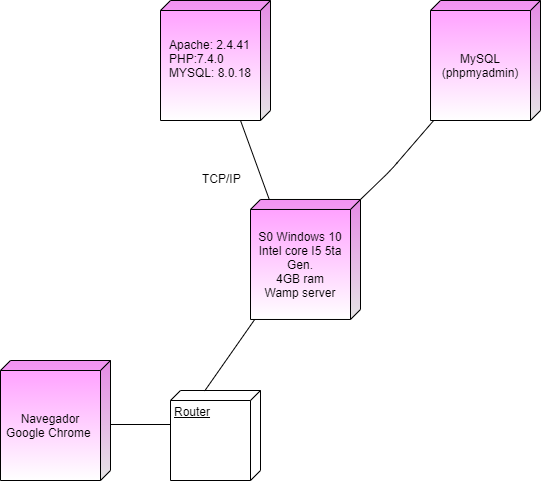 Apache: 2.4.41
PHP:7.4.0
MYSQL: 8.0.18
MySQL
(phpmyadmin)
TCP/IP
S0 Windows 10
Intel core I5 5ta
Gen.
4GB ram
Wamp server
Router
Navegador
Google Chrome